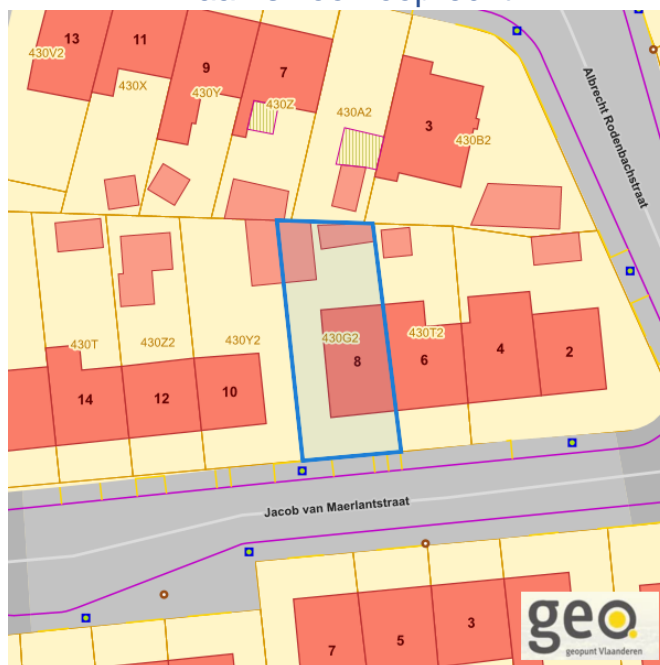 430V2
13
11
9
7
430X
430Y
430Z
430A2
3
430B2
Albrecht Rodenbachstraat
430T
430Z2
430Y2
430G2
430T2
14
12
10
8
6
4
2
Jacob van Maerlantstraat
7
5
3
geo.
geopunt Vlaanderen